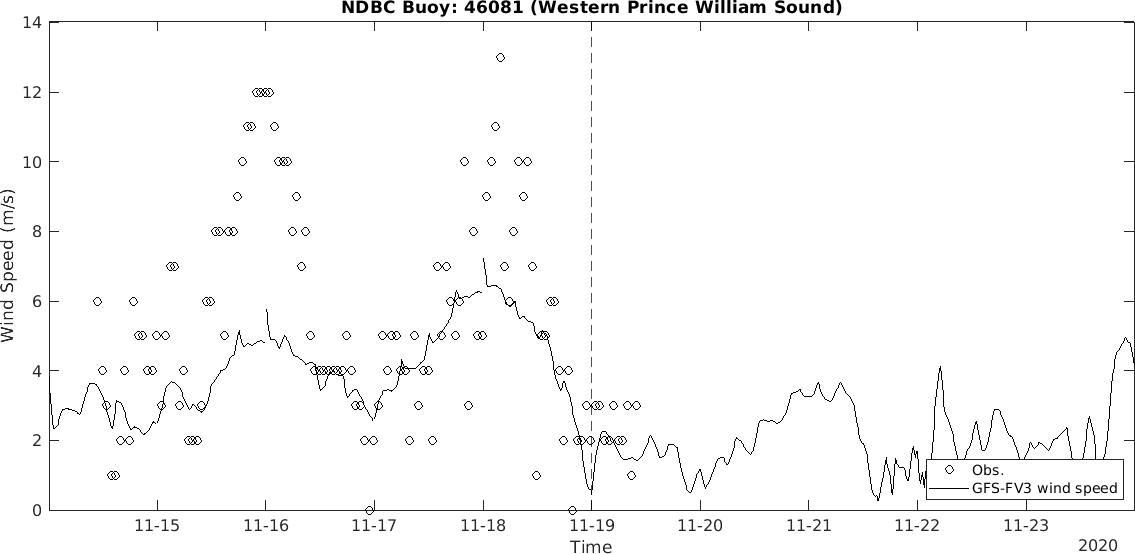 NDBC Buoy: 46081 (Western Prince William Sound)
14
12
10
8
6
4
2
0
Wind Speed (m/s)
Obs.
GFS-FV3 wind speed
11-15 11-16 11-17 11-18 11-19 11-20 11-21 11-22 11-23
Time
2020